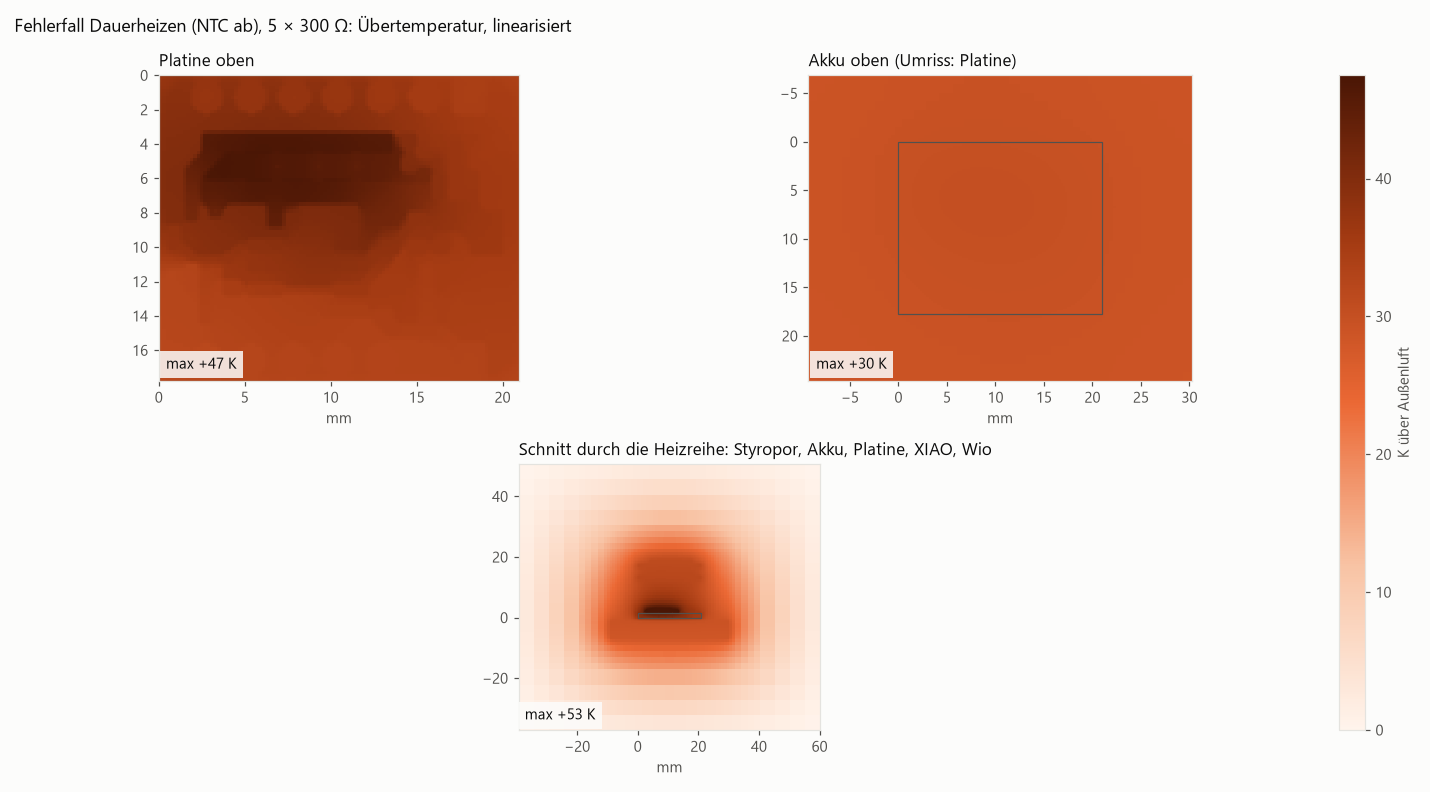 Fehlerfall Dauerheizen (NTC ab), 5 × 300 Ω: Übertemperatur, linearisiert
Platine oben
0
2
4
6
8
10
12
14
16
max +47 K
0 5 10 15 20
mm
Akku oben (Umriss: Platine)
−5
0
5
10
15
20
max +30 K
−5 0 5 10 15 20 25 30
mm
Schnitt durch die Heizreihe: Styropor, Akku, Platine, XIAO, Wio
40
20
0
−20
max +53 K
−20 0 20 40 60
mm
40
30
20
10
0
K über Außenluft